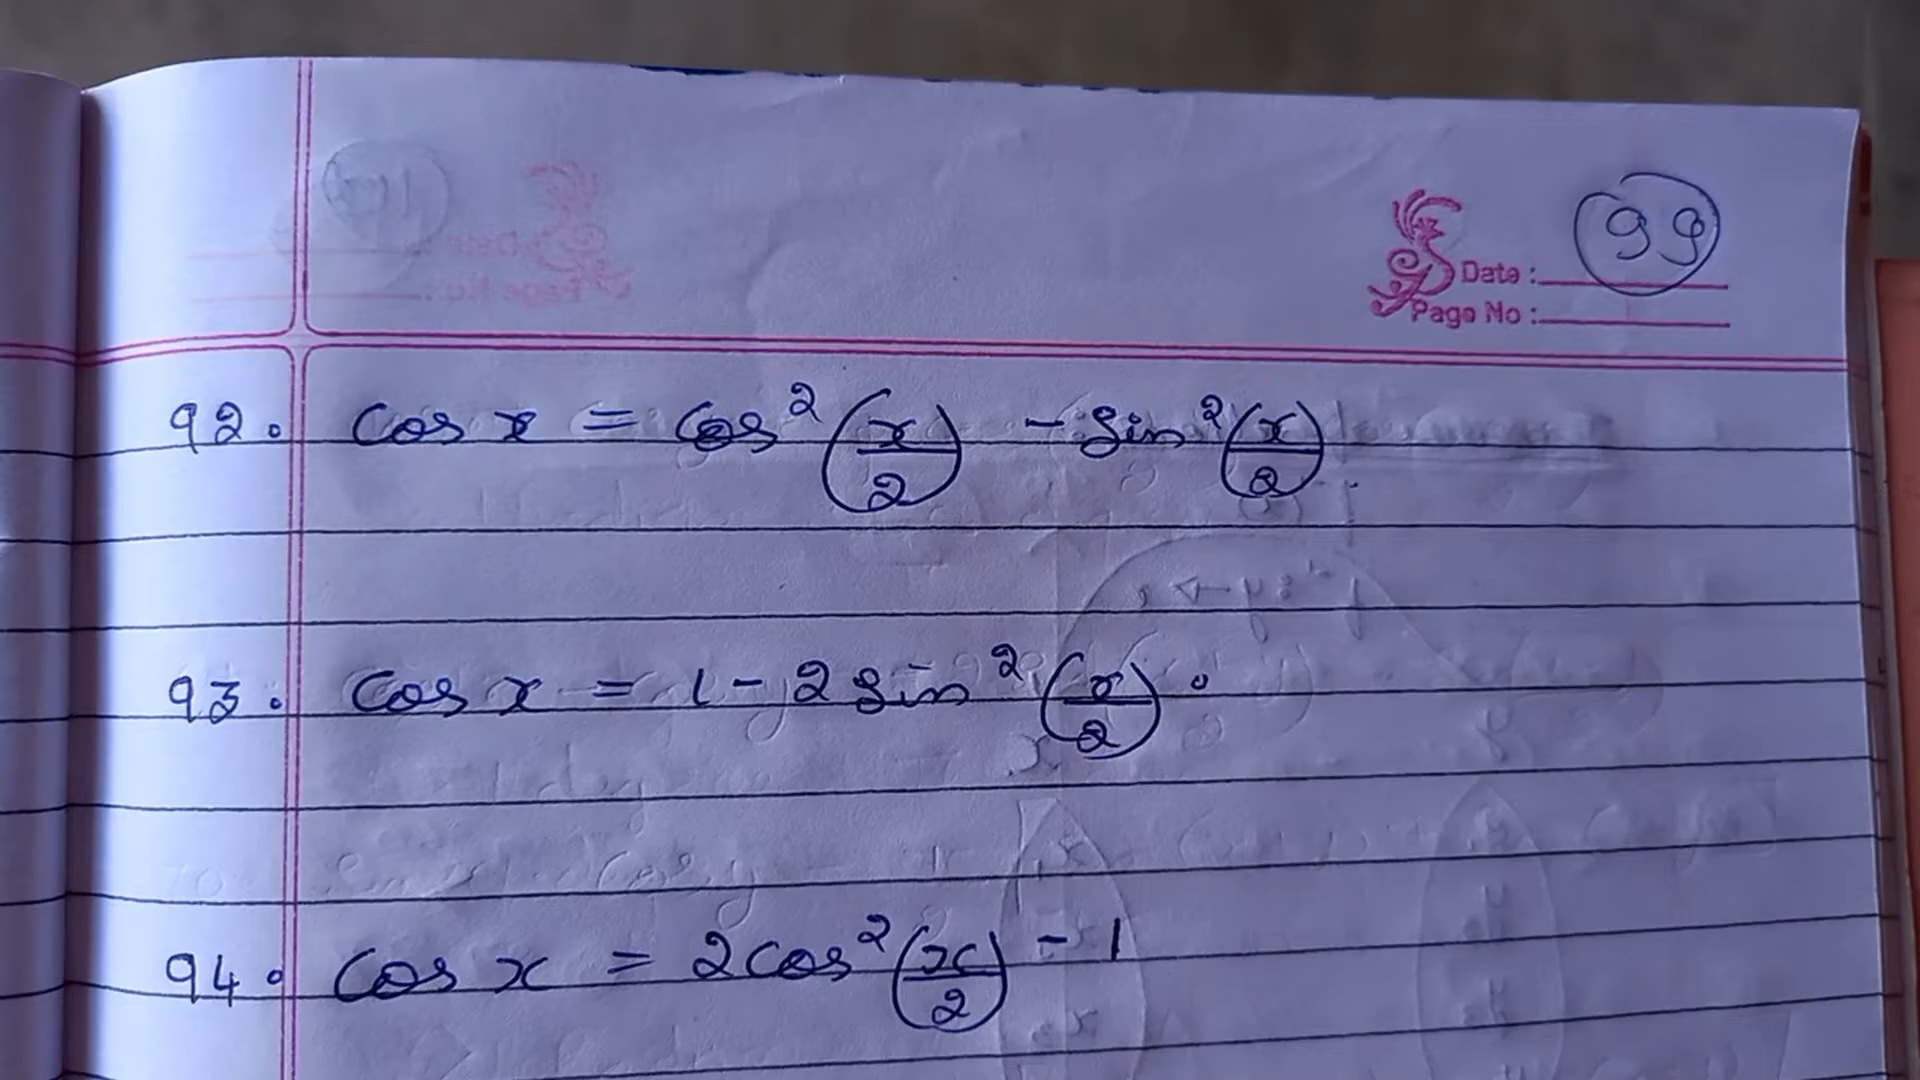 99
Date :
Page No :
92. Cos x = Cos²(x/2) - Sin²(x/2)
93. Cos x = 1 - 2 Sin²(x/2).
94. Cos x = 2 Cos²(x/2) - 1